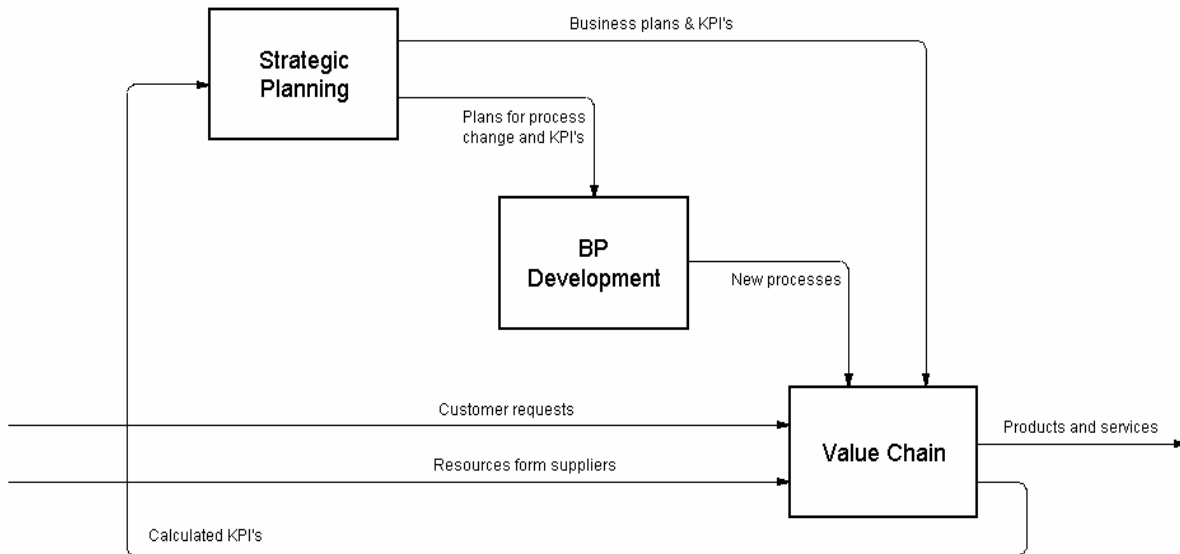 Business plans & KPI's
Strategic
Planning
Plans for process
change and KPI's
BP
Development
New processes
Customer requests
Products and services
Value Chain
Resources form suppliers
Calculated KPI's